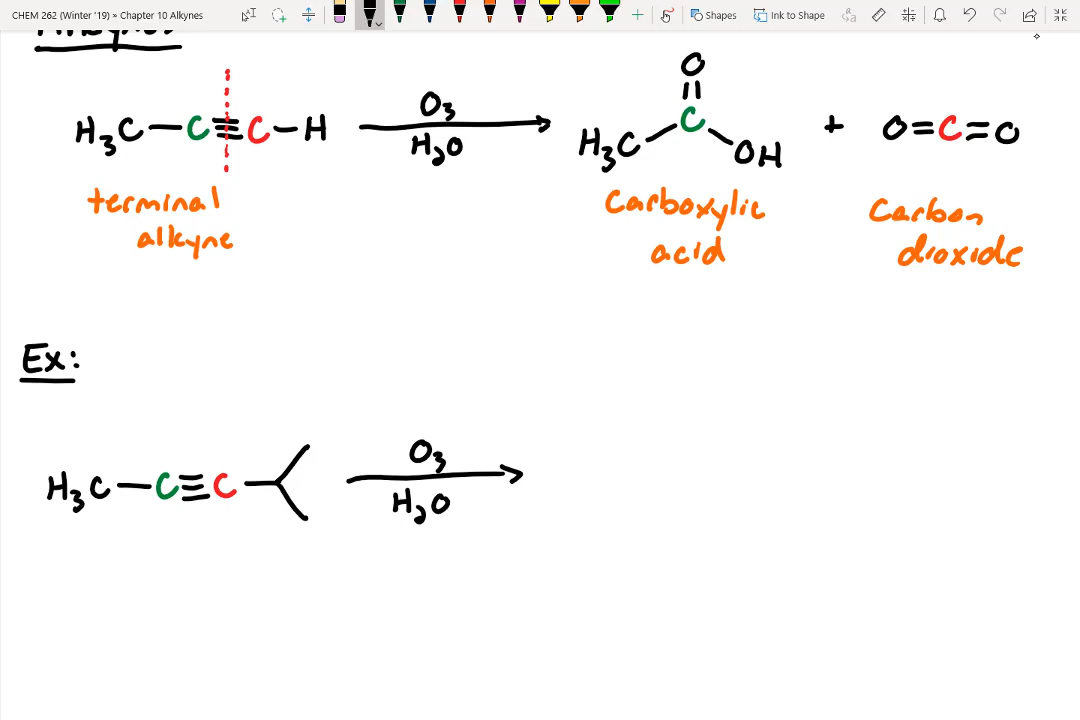 CHEM 262 (Winter '19) » Chapter 10 Alkynes
Shapes
Ink to Shape
Alkynes
H3C—C≡C—H
O3
H2O
O
||
H3C C OH
+
O=C=O
terminal
alkyne
Carboxylic
acid
Carbon
dioxide
Ex:
H3C—C≡C—
O3
H2O